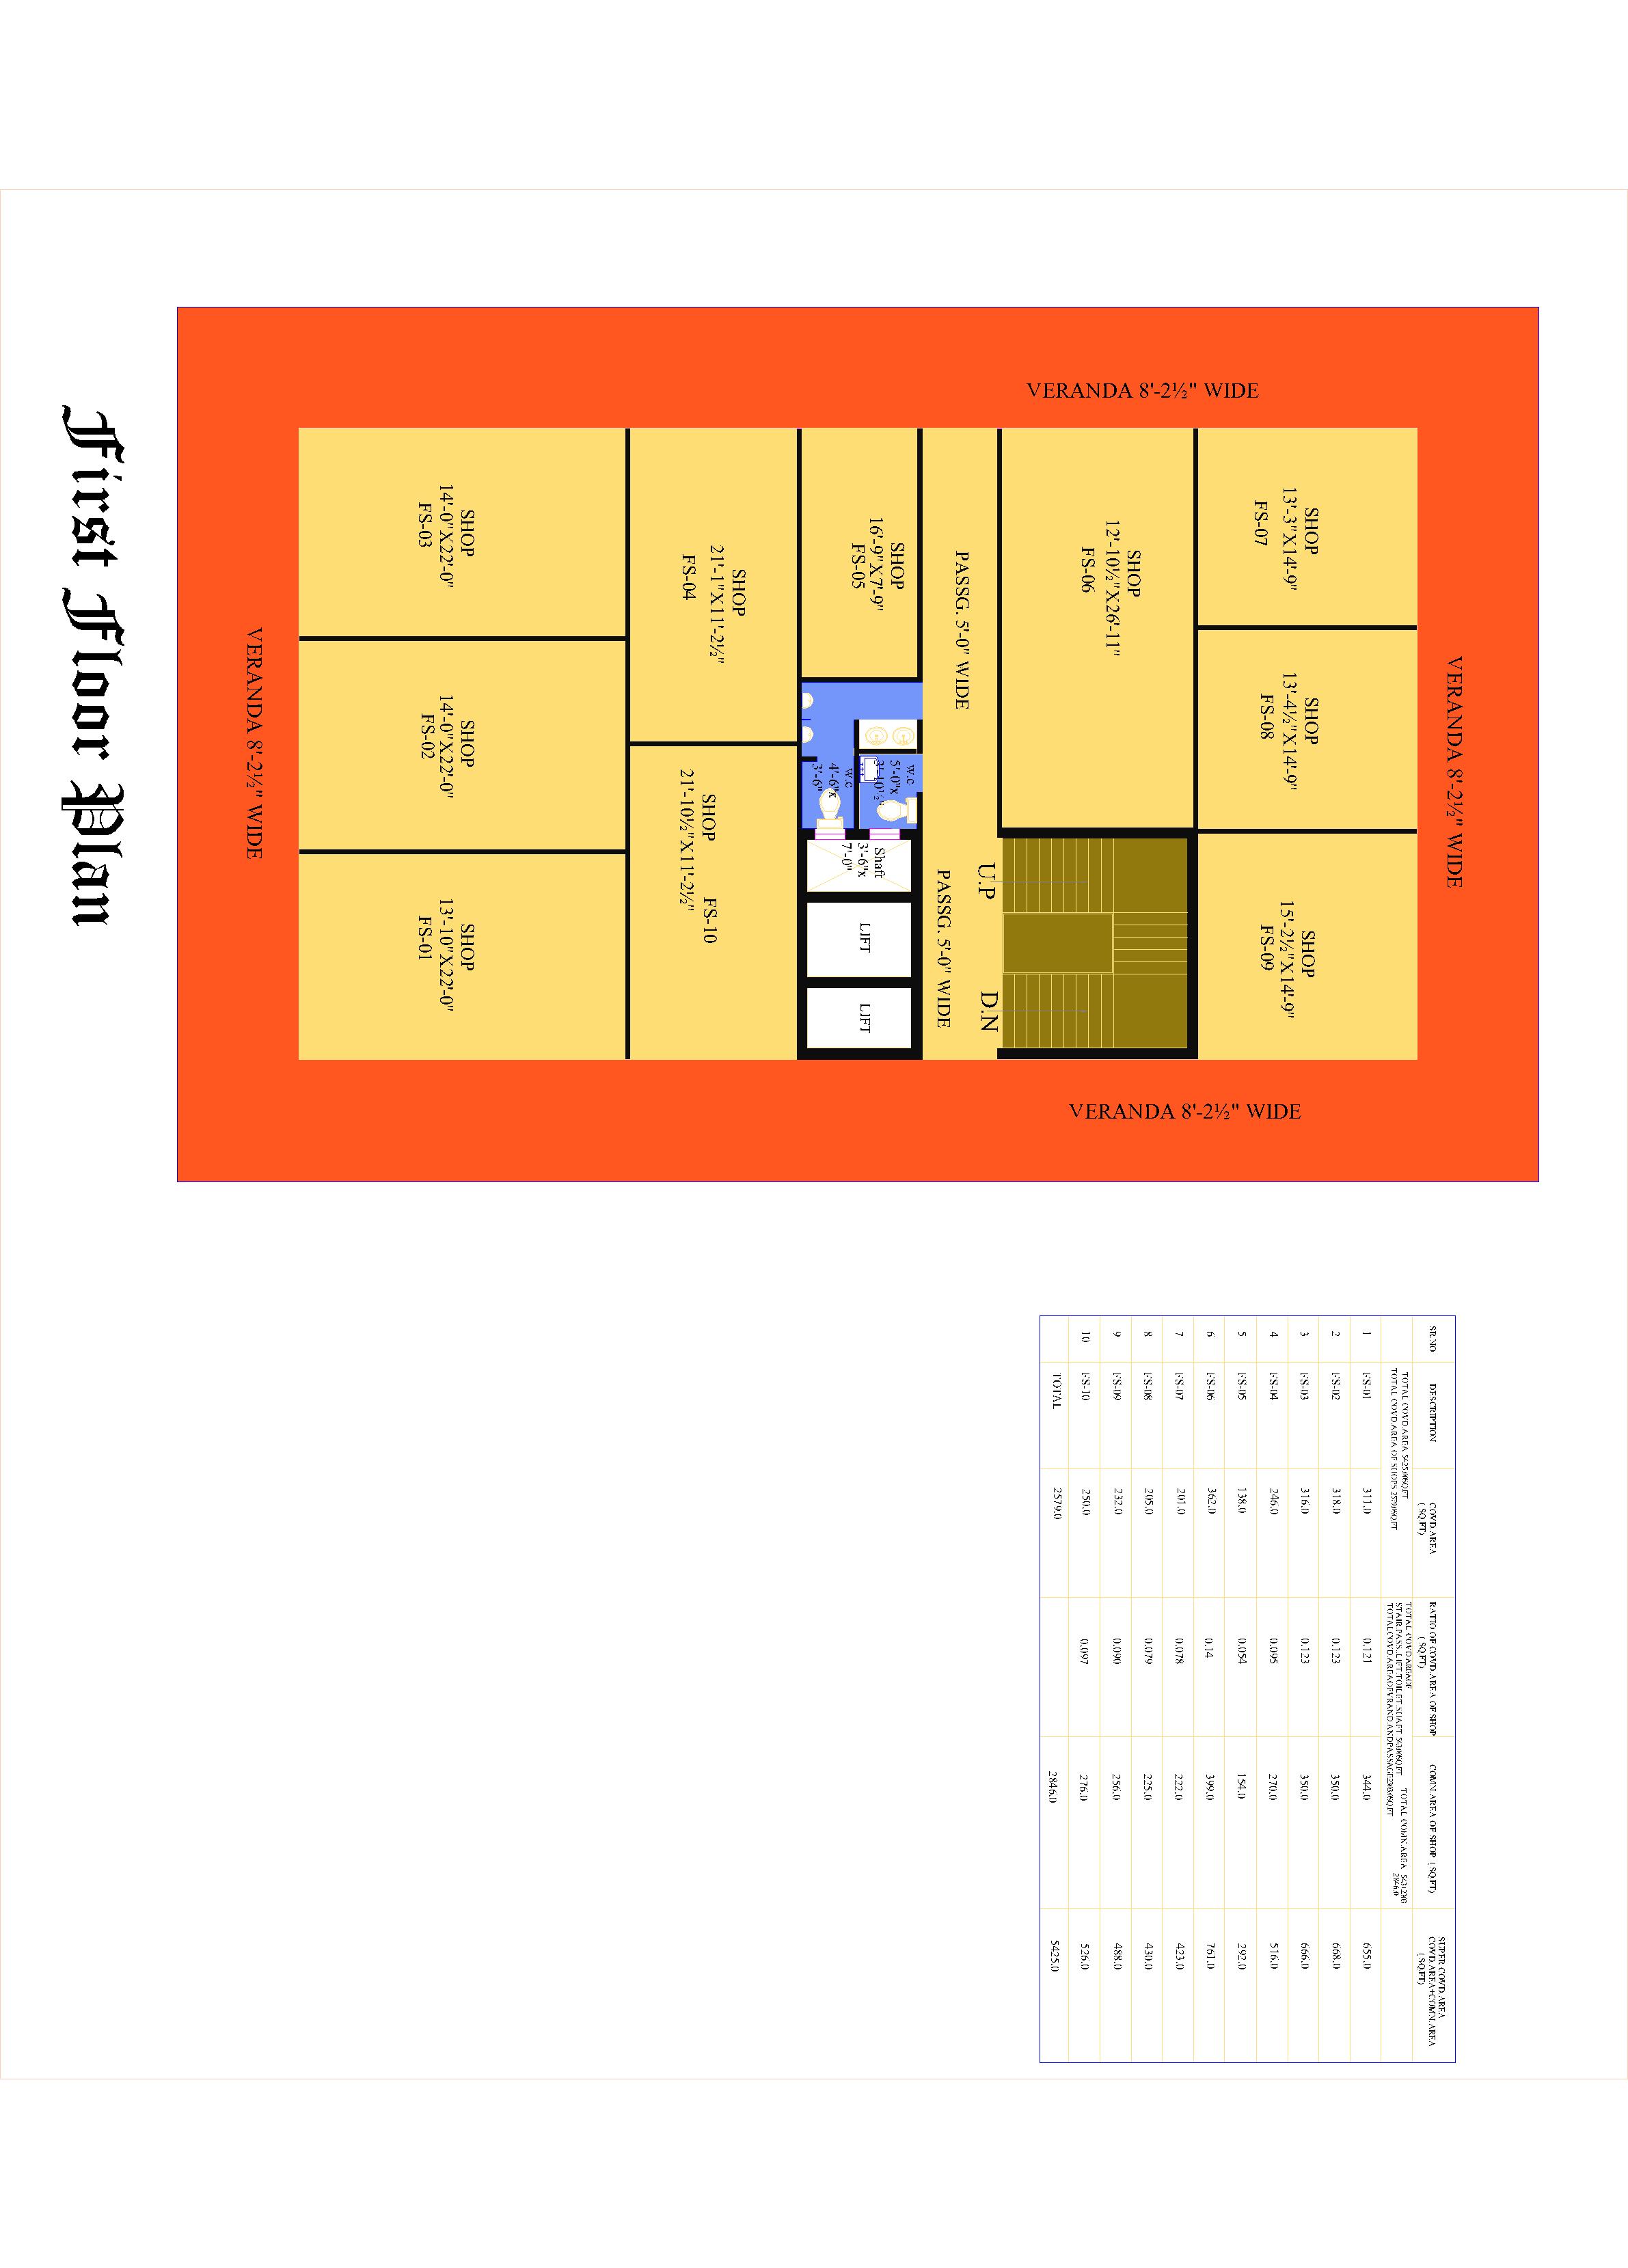 First Floor Plan
VERANDA 8'-2½" WIDE
VERANDA 8'-2½" WIDE
VERANDA 8'-2½" WIDE
VERANDA 8'-2½" WIDE
SHOP
13'-3"X14'-9"
FS-07
SHOP
13'-4½"X14'-9"
FS-08
SHOP
15'-2½"X14'-9"
FS-09
SHOP
12'-10½"X26'-11"
FS-06
U.P
D.N
PASSG. 5'-0" WIDE
PASSG. 5'-0" WIDE
SHOP
16'-9"X7'-9"
FS-05
W.C
5'-0"x
3'-10½"
W.C
4'-6"x
3'-6"
Shaft
3'-6"x
7'-0"
LIFT
LIFT
SHOP
21'-1"X11'-2½"
FS-04
SHOP
FS-10
21'-10½"X11'-2½"
SHOP
14'-0"X22'-0"
FS-03
SHOP
14'-0"X22'-0"
FS-02
SHOP
13'-10"X22'-0"
FS-01
SR.NO DESCRIPTION COVD.AREA (SQ.FT) RATIO OF COVD.AREA OF SHOP (SQ.FT) COMN.AREA OF SHOP (SQ.FT) SUPER COVD.AREA COVD.AREA+COMN.AREA (SQ.FT)
TOTAL COVD.AREA 5425.00SQ.FT
TOTAL COVD.AREA OF SHOPS 2579.0SQ.FT
TOTAL COVD.AREA OF
STAIR.PASS.LIFT.TOILET.SHAFT 543.00SQ.FT
TOTAL COMN.AREA 543+2303
2846.0
1 FS-01 311.0 0.121 344.0 655.0
2 FS-02 318.0 0.123 350.0 668.0
3 FS-03 316.0 0.123 350.0 666.0
4 FS-04 246.0 0.095 270.0 516.0
5 FS-05 138.0 0.054 154.0 292.0
6 FS-06 362.0 0.14 399.0 761.0
7 FS-07 201.0 0.078 222.0 423.0
8 FS-08 205.0 0.079 225.0 430.0
9 FS-09 232.0 0.090 256.0 488.0
10 FS-10 250.0 0.097 276.0 526.0
TOTAL 2579.0 2846.0 5425.0